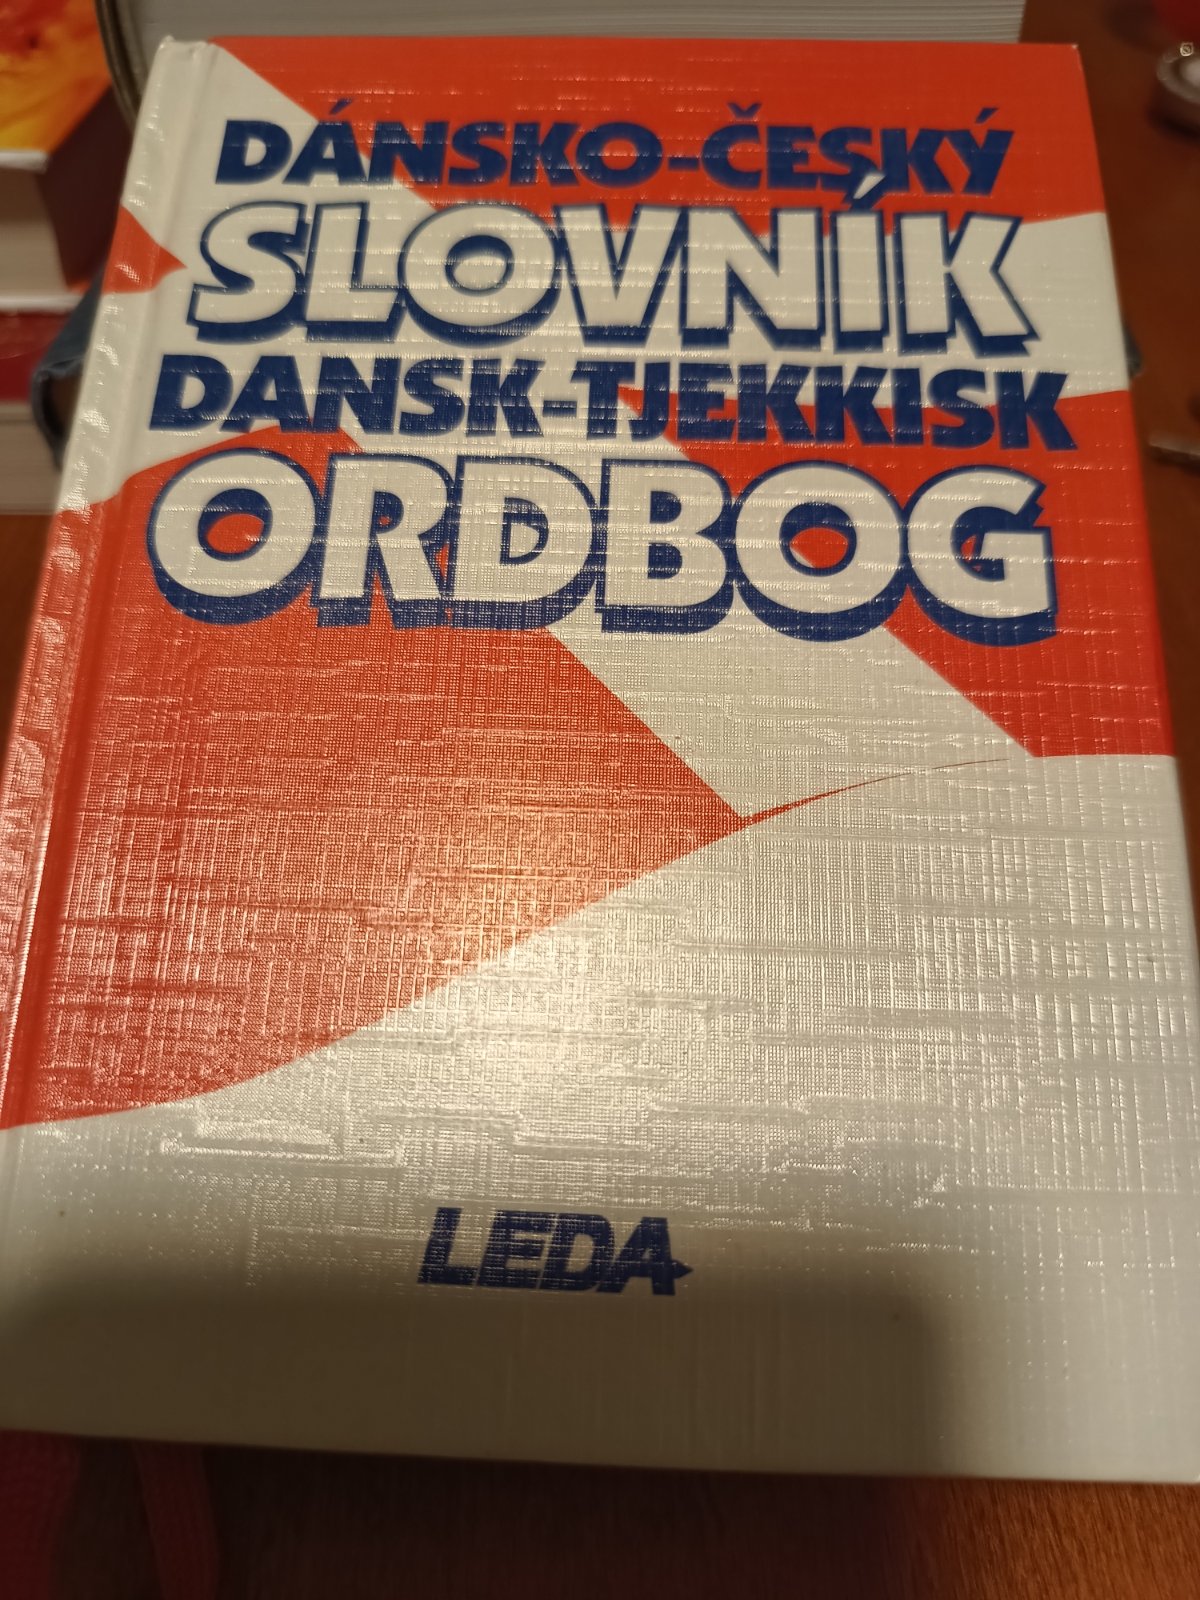 DÁNSKO-ČESKÝ
SLOVNÍK
DANSK-TJEKKISK
ORDBOG
LEDA